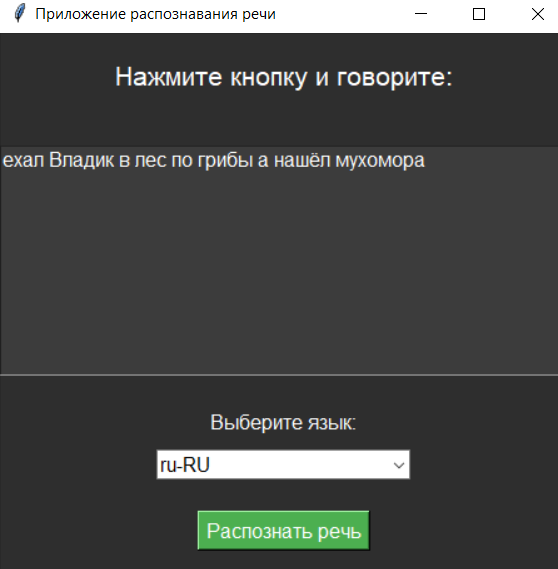 Приложение распознавания речи
Нажмите кнопку и говорите:
ехал Владик в лес по грибы а нашёл мухомора
Выберите язык:
ru-RU
Распознать речь